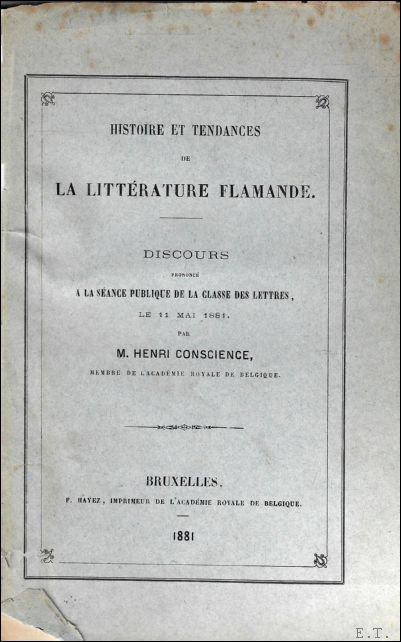 HISTOIRE ET TENDANCES
DE
LA LITTÉRATURE FLAMANDE.
DISCOURS
PRONONCÉ
A LA SÉANCE PUBLIQUE DE LA CLASSE DES LETTRES,
LE 11 MAI 1881.
PAR
M. HENRI CONSCIENCE,
MEMBRE DE L'ACADÉMIE ROYALE DE BELGIQUE.
BRUXELLES,
F. HAYEZ, IMPRIMEUR DE L'ACADÉMIE ROYALE DE BELGIQUE.
1881
E.T.